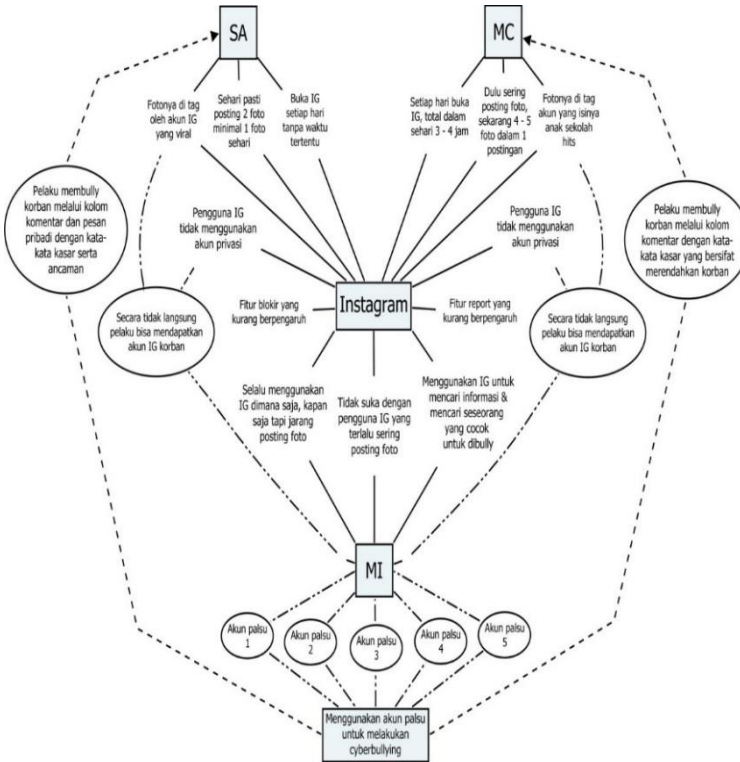 SA
MC
Fotonya di tag
oleh akun IG
yang viral
Sehari pasti
posting 2 foto
minimal 1 foto
sehari
Buka IG
setiap hari
tanpa waktu
tertentu
Setiap hari buka
IG, total dalam
sehari 3 - 4 jam
Dulu sering
posting foto,
sekarang 4 - 5
foto dalam 1
postingan
Fotonya di tag
akun yang isinya
anak sekolah
hits
Pelaku membully
korban melalui kolom
komentar dan pesan
pribadi dengan kata-
kata kasar serta
ancaman
Pengguna IG
tidak menggunakan
akun privasi
Pengguna IG
tidak menggunakan
akun privasi
Pelaku membully
korban melalui kolom
komentar dengan kata-
kata kasar yang bersifat
merendahkan korban
Secara tidak langsung
pelaku bisa mendapatkan
akun IG korban
Fitur blokir yang
kurang berpengaruh
Instagram
Fitur report yang
kurang berpengaruh
Secara tidak langsung
pelaku bisa mendapatkan
akun IG korban
Selalu menggunakan
IG dimana saja, kapan
saja tapi jarang
posting foto
Tidak suka dengan
pengguna IG yang
terlalu sering
posting foto
Menggunakan IG untuk
mencari informasi &
mencari seseorang
yang cocok
untuk dibully
MI
Akun palsu
1
Akun palsu
2
Akun palsu
3
Akun palsu
4
Akun palsu
5
Menggunakan akun palsu
untuk melakukan
cyberbullying